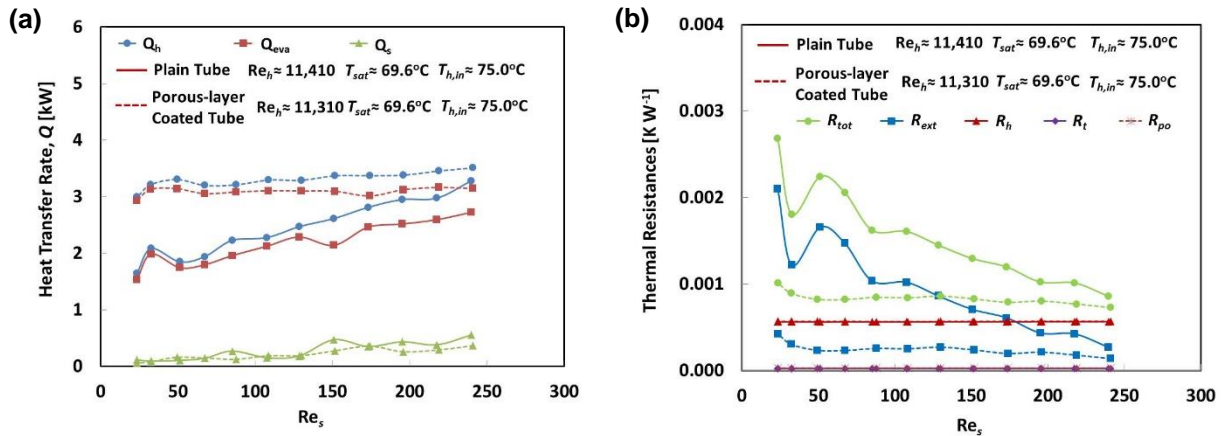 (a)
Heat Transfer Rate, Q [kW]
6
5
4
3
2
1
0
Q_h Q_eva Q_s
Plain Tube Re_h ≈ 11,410 T_sat ≈ 69.6°C T_h,in ≈ 75.0°C
Porous-layer Coated Tube Re_h ≈ 11,310 T_sat ≈ 69.6°C T_h,in ≈ 75.0°C
0 50 100 150 200 250 300
Re_s
(b)
Thermal Resistances [K W⁻¹]
0.004
0.003
0.002
0.001
0.000
Plain Tube Re_h ≈ 11,410 T_sat ≈ 69.6°C T_h,in ≈ 75.0°C
Porous-layer Coated Tube Re_h ≈ 11,310 T_sat ≈ 69.6°C T_h,in ≈ 75.0°C
R_tot R_ext R_h R_t R_po
0 50 100 150 200 250 300
Re_s